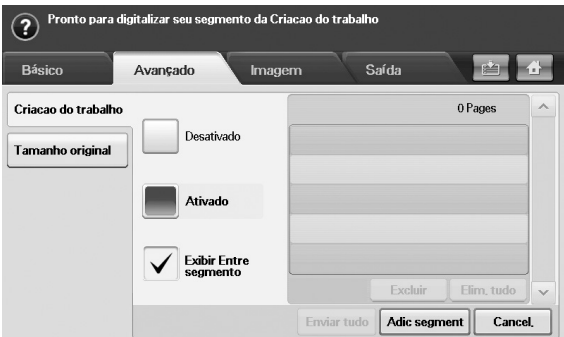 Pronto para digitalizar seu segmento da Criacao do trabalho
Básico
Avançado
Imagem
Saída
Criacao do trabalho
Tamanho original
Desativado
Ativado
Exibir Entre
segmento
0 Pages
Excluir
Elim. tudo
Enviar tudo
Adic segment
Cancel.